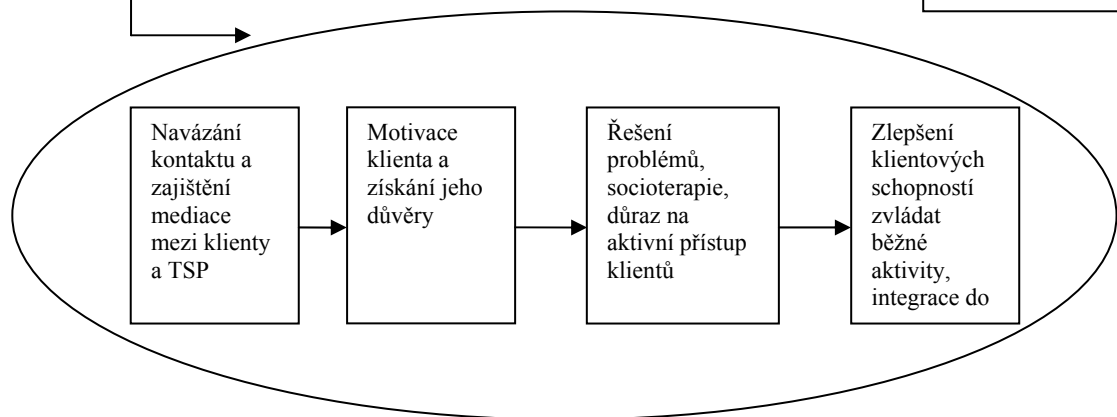 Navázání
kontaktu a
zajištění
mediace
mezi klienty
a TSP
Motivace
klienta a
získání jeho
důvěry
Řešení
problémů,
socioterapie,
důraz na
aktivní přístup
klientů
Zlepšení
klientových
schopností
zvládat
běžné
aktivity,
integrace do